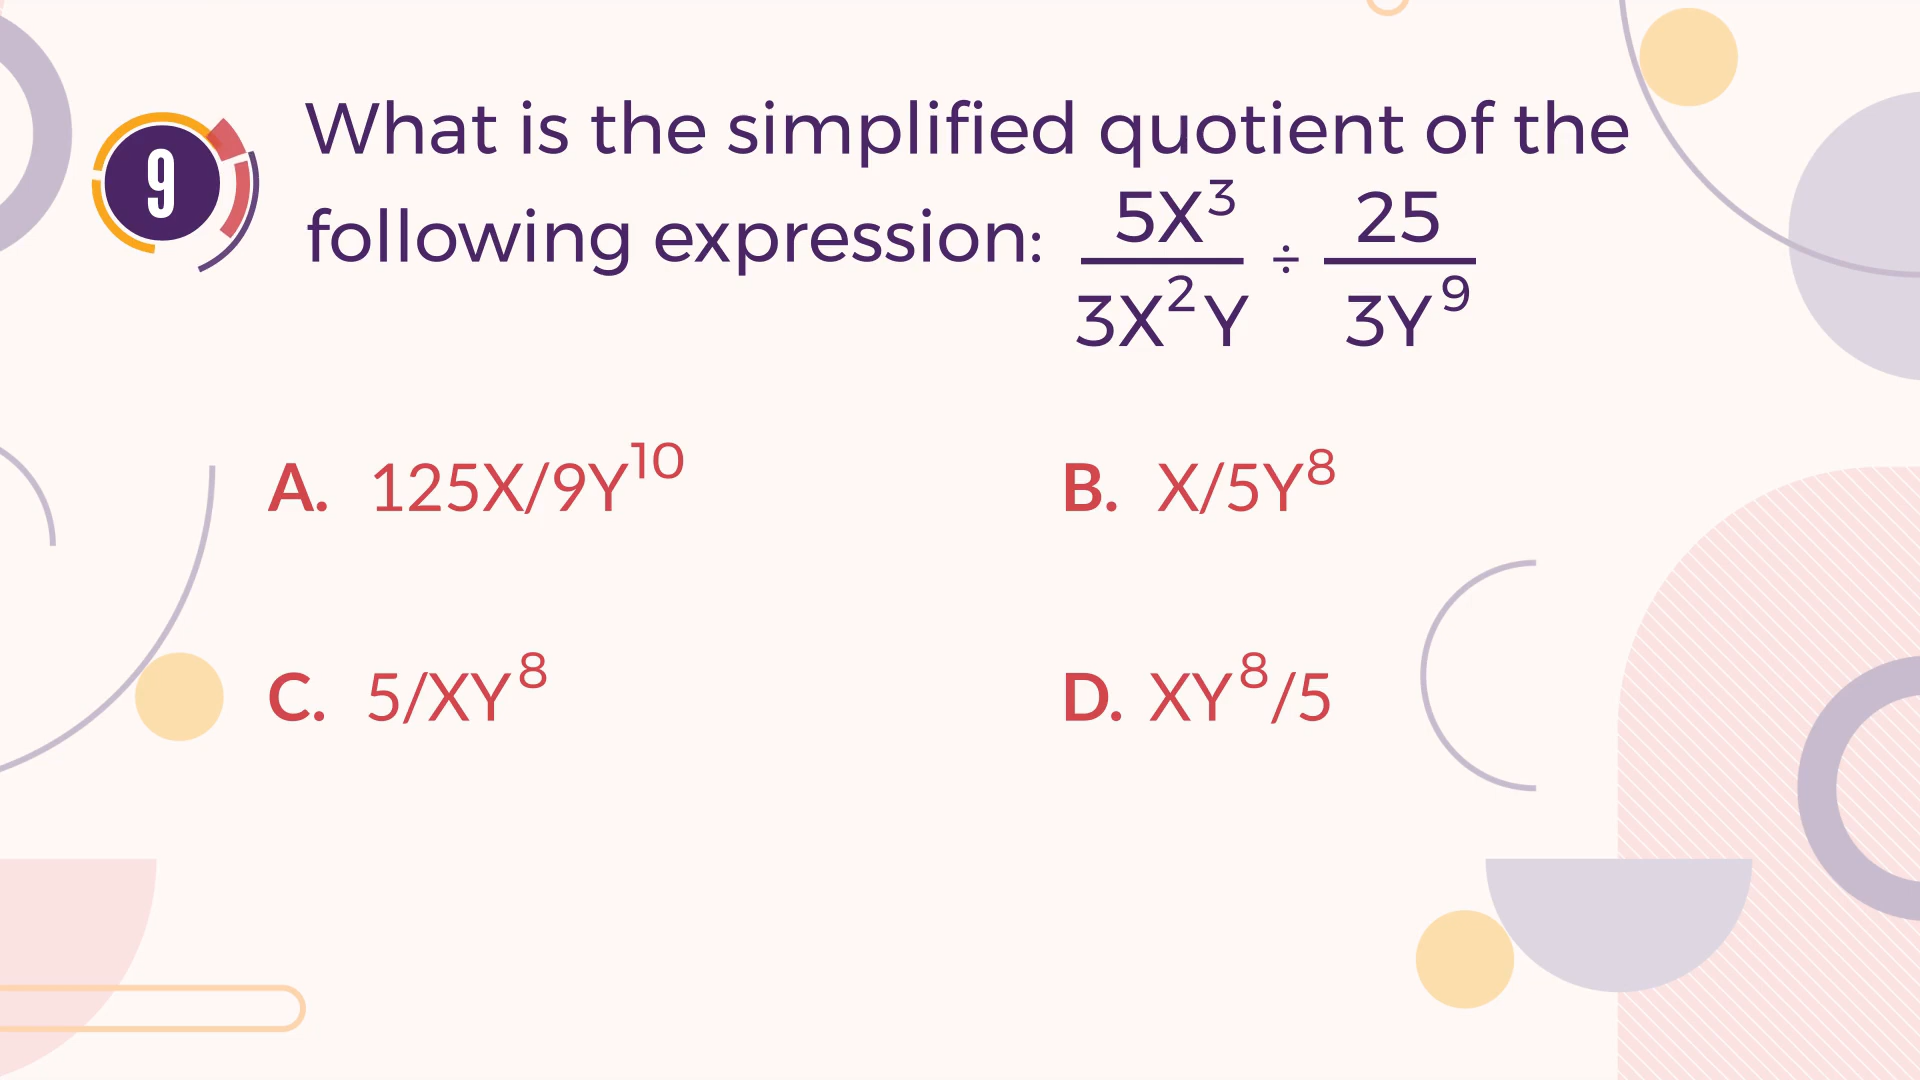 9
What is the simplified quotient of the
following expression: 5X³/3X²Y ÷ 25/3Y⁹
A. 125X/9Y¹⁰
B. X/5Y⁸
C. 5/XY⁸
D. XY⁸/5